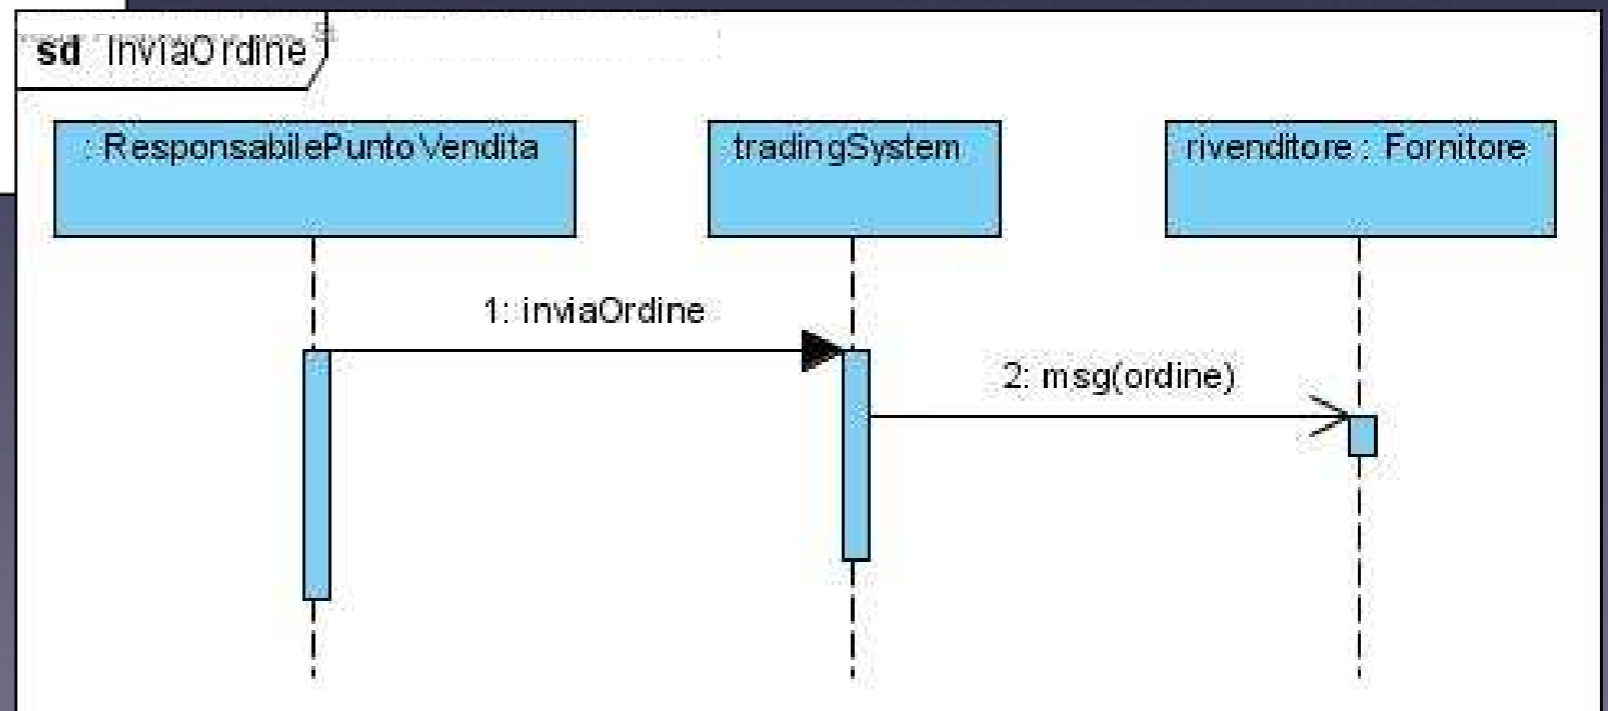 sd InviaOrdine
: ResponsabilePuntoVendita
tradingSystem
rivenditore : Fornitore
1: inviaOrdine
2: msg(ordine)